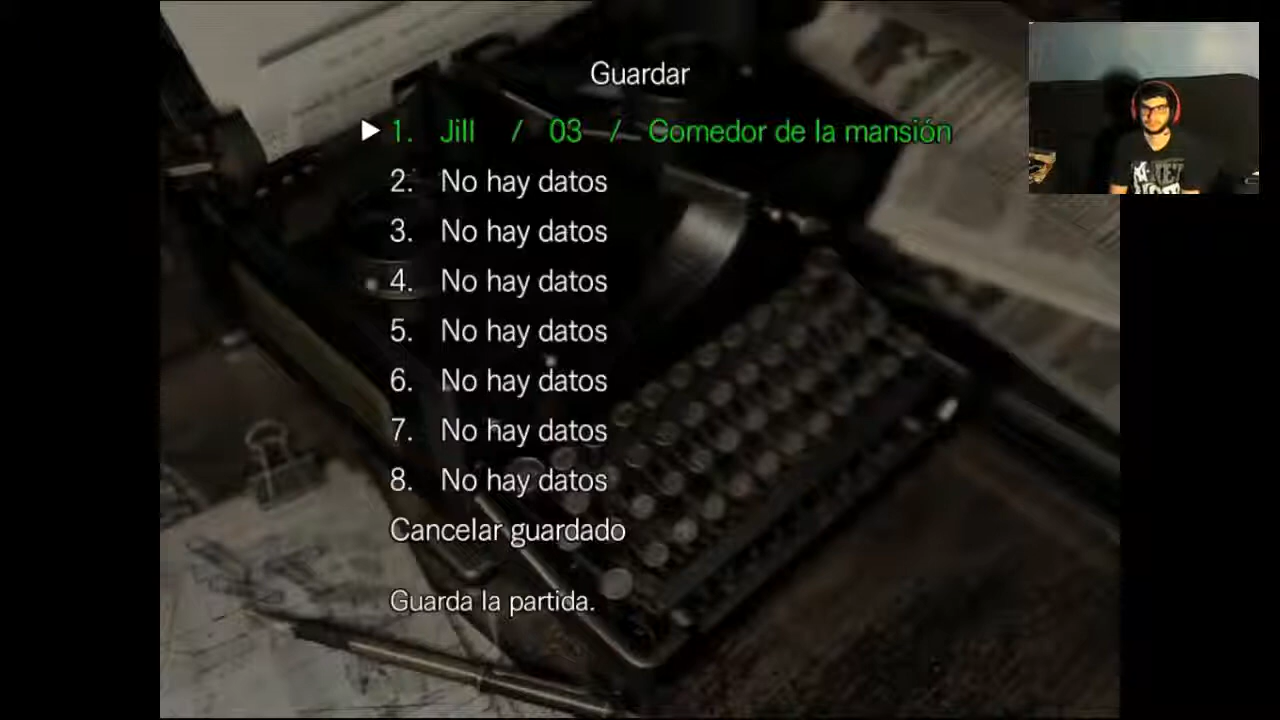 Guardar
1. Jill / 03 / Comedor de la mansión
2. No hay datos
3. No hay datos
4. No hay datos
5. No hay datos
6. No hay datos
7. No hay datos
8. No hay datos
Cancelar guardado
Guarda la partida.